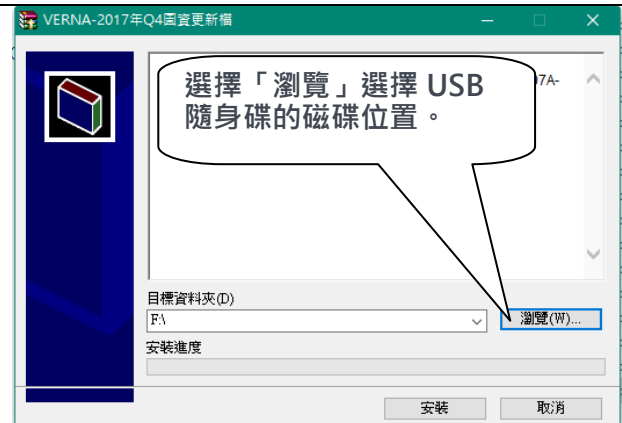 VERNA-2017年Q4圖資更新檔
選擇「瀏覽」選擇 USB
隨身碟的磁碟位置。
07A-
目標資料夾(D)
F:\
瀏覽(W)...
安裝進度
安裝
取消